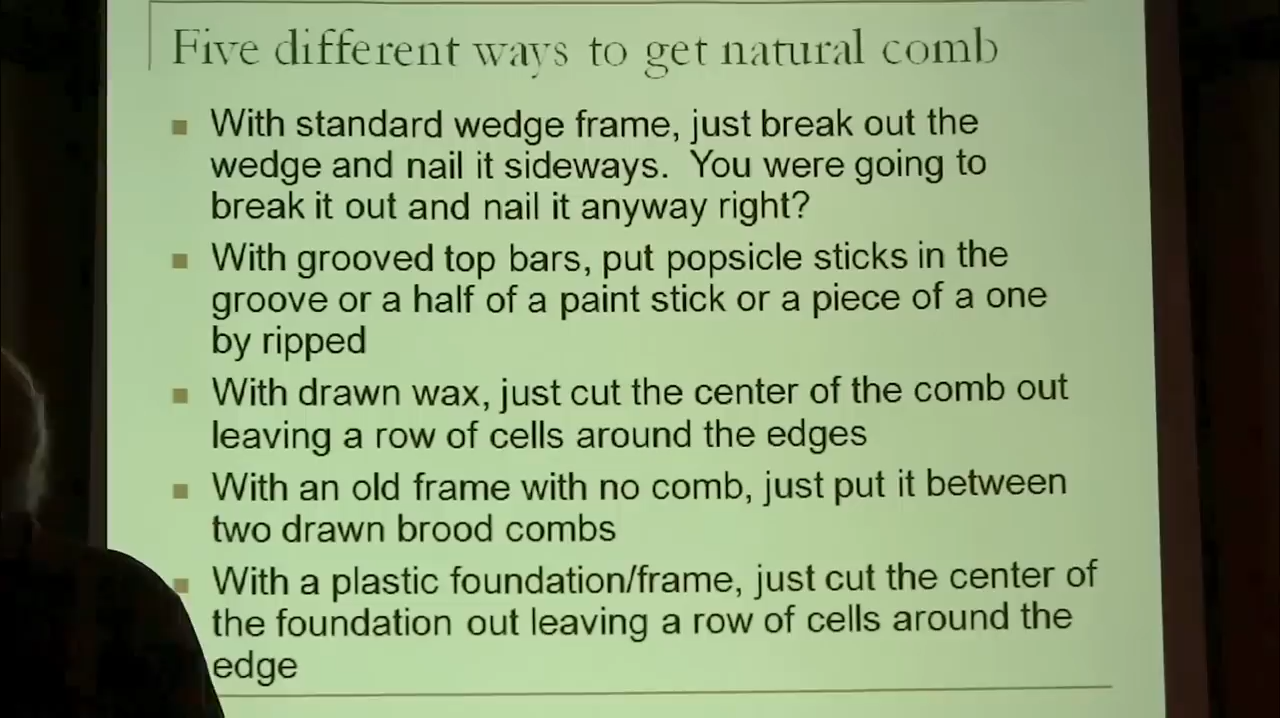 Five different ways to get natural comb
With standard wedge frame, just break out the
wedge and nail it sideways.  You were going to
break it out and nail it anyway right?
With grooved top bars, put popsicle sticks in the
groove or a half of a paint stick or a piece of a one
by ripped
With drawn wax, just cut the center of the comb out
leaving a row of cells around the edges
With an old frame with no comb, just put it between
two drawn brood combs
With a plastic foundation/frame, just cut the center of
the foundation out leaving a row of cells around the
edge